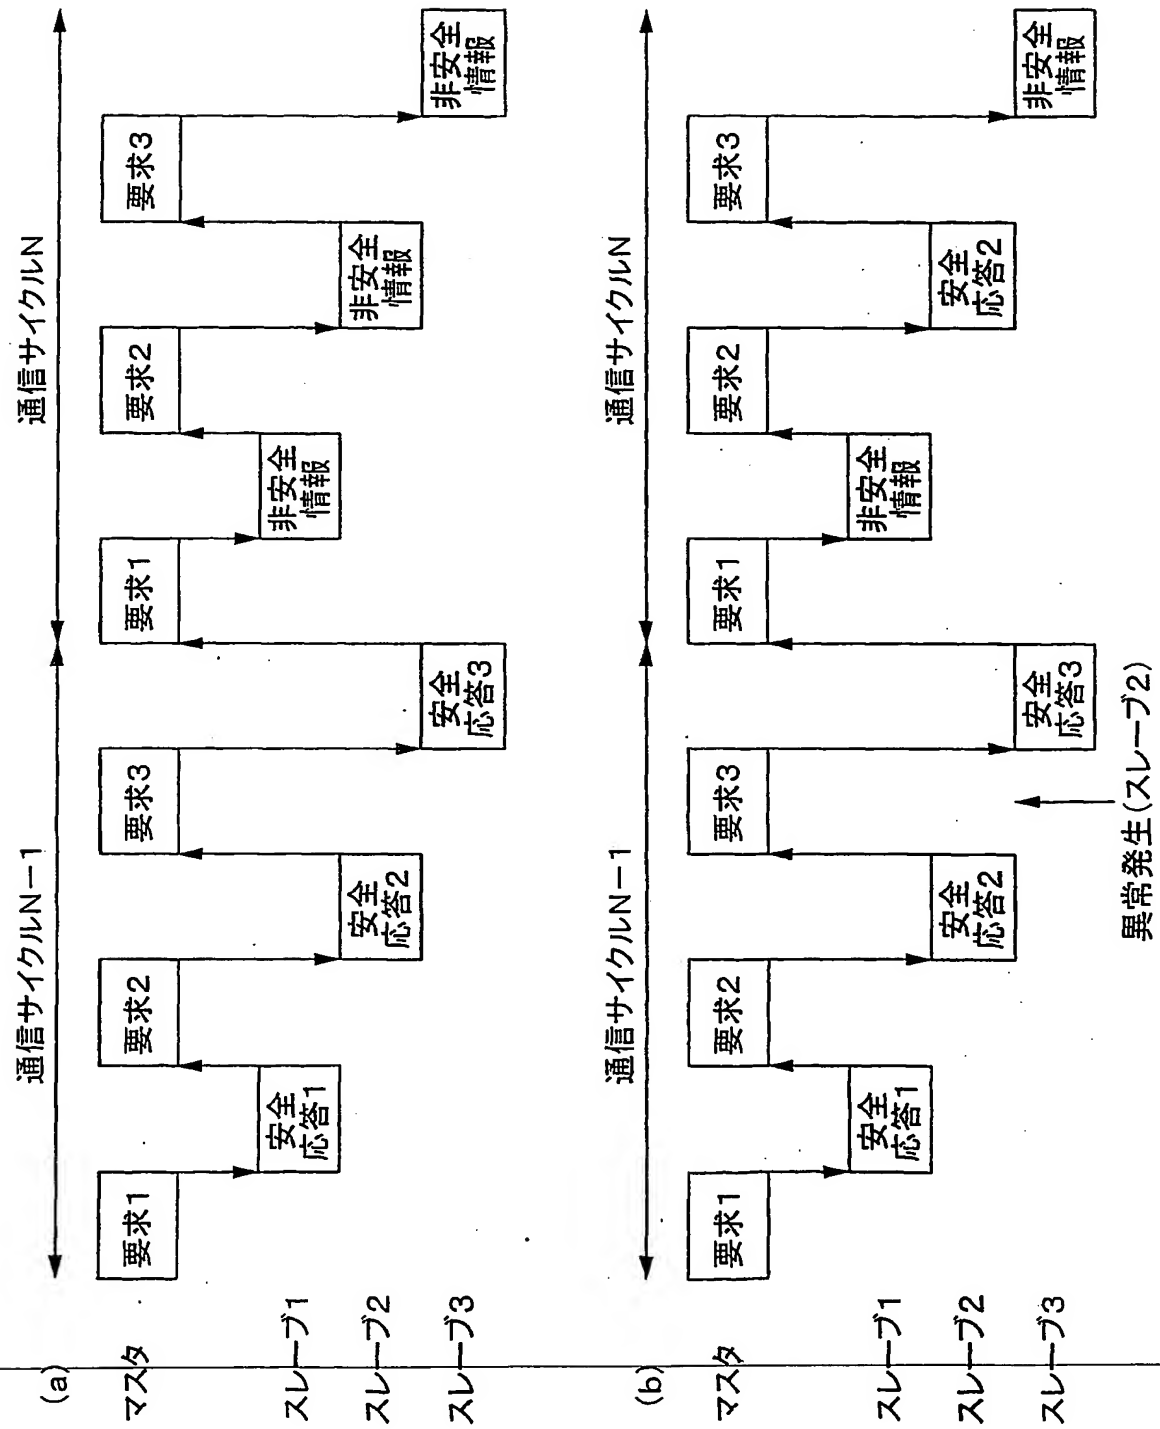 (a)
通信サイクルN－1
通信サイクルN
マスタ
要求1
要求2
要求3
要求1
要求2
要求3
スレーブ1
安全
応答1
非安全
情報
スレーブ2
安全
応答2
非安全
情報
スレーブ3
安全
応答3
非安全
情報
(b)
通信サイクルN－1
通信サイクルN
マスタ
要求1
要求2
要求3
要求1
要求2
要求3
スレーブ1
安全
応答1
非安全
情報
スレーブ2
安全
応答2
安全
応答2
スレーブ3
安全
応答3
非安全
情報
異常発生(スレーブ2)